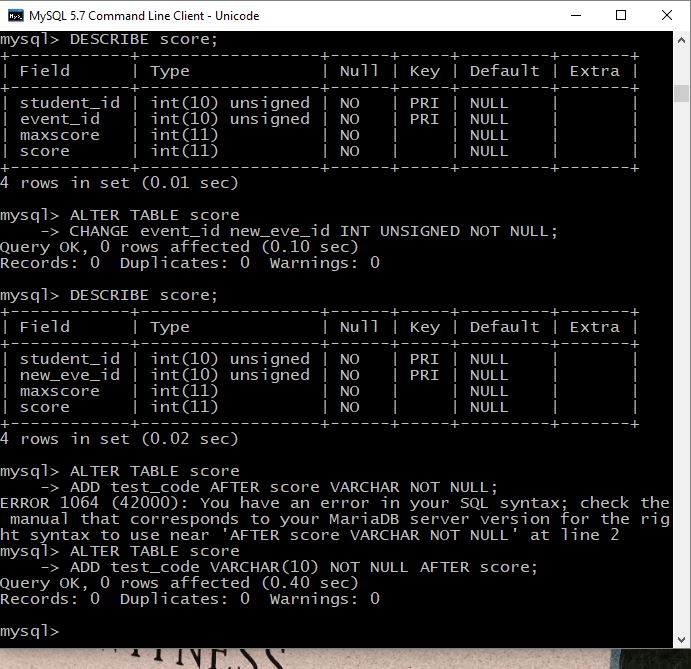 MySQL 5.7 Command Line Client - Unicode
mysql> DESCRIBE score;
+------------+------------------+------+-----+---------+-------+
| Field      | Type             | Null | Key | Default | Extra |
+------------+------------------+------+-----+---------+-------+
| student_id | int(10) unsigned | NO   | PRI | NULL    |       |
| event_id   | int(10) unsigned | NO   | PRI | NULL    |       |
| maxscore   | int(11)          | NO   |     | NULL    |       |
| score      | int(11)          | NO   |     | NULL    |       |
+------------+------------------+------+-----+---------+-------+
4 rows in set (0.01 sec)
mysql> ALTER TABLE score
    -> CHANGE event_id new_eve_id INT UNSIGNED NOT NULL;
Query OK, 0 rows affected (0.10 sec)
Records: 0  Duplicates: 0  Warnings: 0
mysql> DESCRIBE score;
+------------+------------------+------+-----+---------+-------+
| Field      | Type             | Null | Key | Default | Extra |
+------------+------------------+------+-----+---------+-------+
| student_id | int(10) unsigned | NO   | PRI | NULL    |       |
| new_eve_id | int(10) unsigned | NO   | PRI | NULL    |       |
| maxscore   | int(11)          | NO   |     | NULL    |       |
| score      | int(11)          | NO   |     | NULL    |       |
+------------+------------------+------+-----+---------+-------+
4 rows in set (0.02 sec)
mysql> ALTER TABLE score
    -> ADD test_code AFTER score VARCHAR NOT NULL;
ERROR 1064 (42000): You have an error in your SQL syntax; check the
 manual that corresponds to your MariaDB server version for the rig
ht syntax to use near 'AFTER score VARCHAR NOT NULL' at line 2
mysql> ALTER TABLE score
    -> ADD test_code VARCHAR(10) NOT NULL AFTER score;
Query OK, 0 rows affected (0.40 sec)
Records: 0  Duplicates: 0  Warnings: 0
mysql>